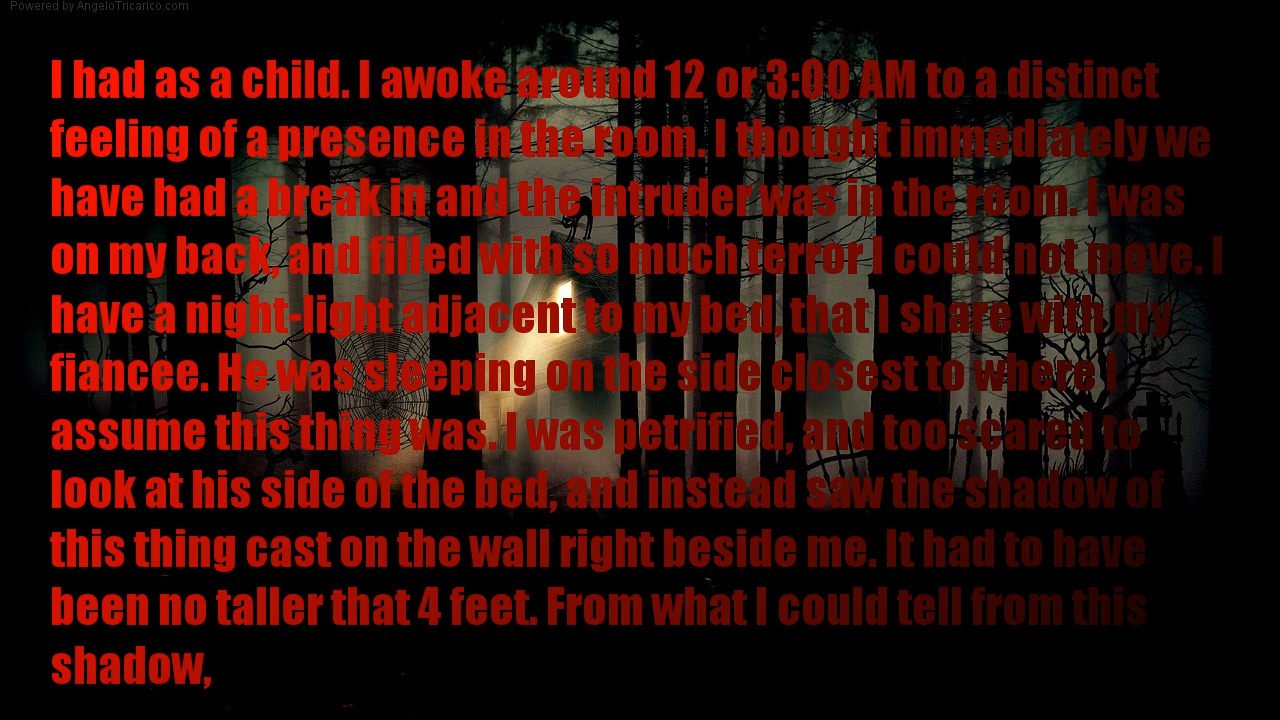 Powered by AngeloTricarico.com
I had as a child. I awoke around 12 or 3:00 AM to a distinct
feeling of a presence in the room. I thought immediately we
have had a break in and the intruder was in the room. I was
on my back, and filled with so much terror I could not move. I
have a night-light adjacent to my bed, that I share with my
fiancee. He was sleeping on the side closest to where I
assume this thing was. I was petrified, and too scared to
look at his side of the bed, and instead saw the shadow of
this thing cast on the wall right beside me. It had to have
been no taller that 4 feet. From what I could tell from this
shadow,